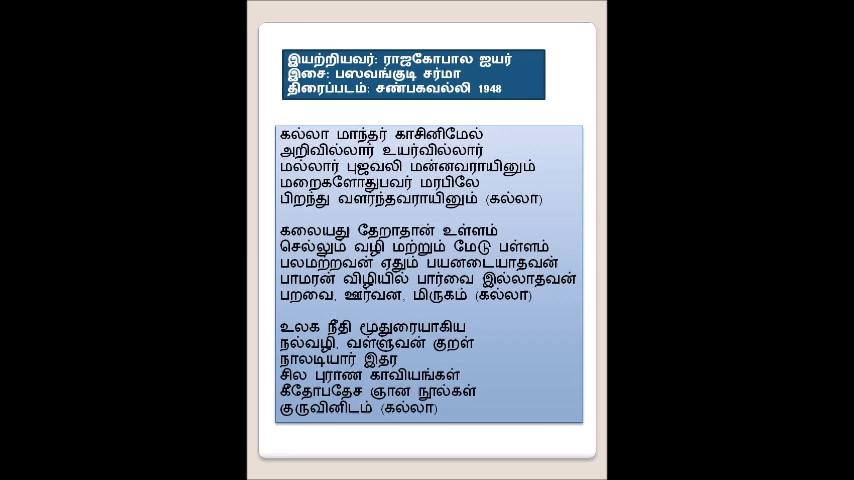 இயற்றியவர்: ராஜகோபால ஐயர்
இசை: பஸவங்குடி சர்மா
திரைப்படம்: சண்பகவல்லி 1948
கல்லா மாந்தர் காசினிமேல்
அறிவில்லார் உயர்வில்லார்
மல்லார் புஜவலி மன்னவராயினும்
மறைகளோதுபவர் மரபிலே
பிறந்து வளர்ந்தவராயினும் (கல்லா)
கலையது தேறாதான் உள்ளம்
செல்லும் வழி மற்றும் மேடு பள்ளம்
பலமற்றவன் ஏதும் பயனடையாதவன்
பாமரன் விழியில் பார்வை இல்லாதவன்
பறவை, ஊர்வன, மிருகம் (கல்லா)
உலக நீதி மூதுரையாகிய
நல்வழி, வள்ளுவன் குறள்
நாலடியார் இதர
சில புராண காவியங்கள்
கீதோபதேச ஞான நூல்கள்
குருவினிடம் (கல்லா)